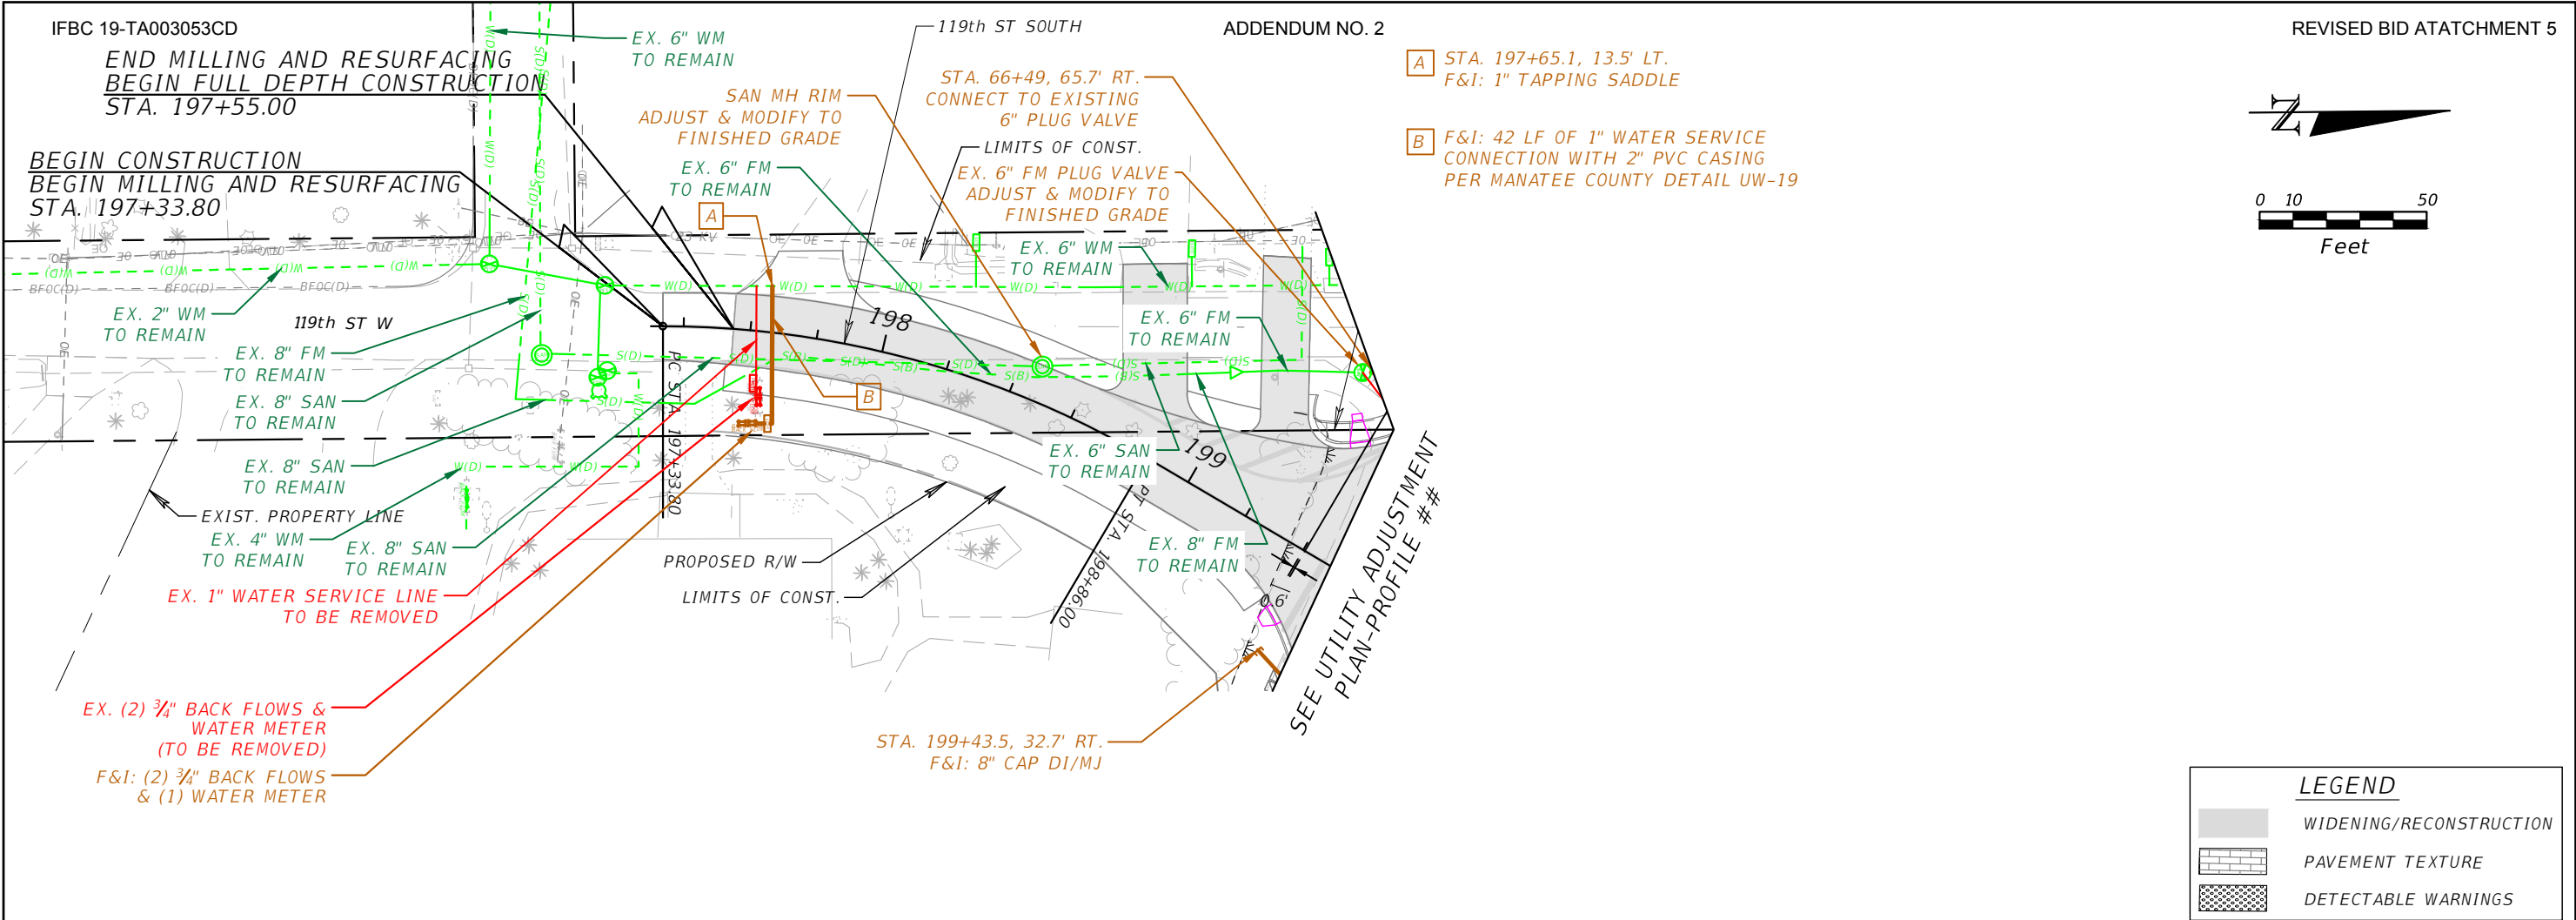 IFBC 19-TA003053CD
ADDENDUM NO. 2
REVISED BID ATATCHMENT 5
END MILLING AND RESURFACING
BEGIN FULL DEPTH CONSTRUCTION
STA. 197+55.00
BEGIN CONSTRUCTION
BEGIN MILLING AND RESURFACING
STA. 197+33.80
EX. 6" WM
TO REMAIN
119th ST SOUTH
SAN MH RIM
ADJUST & MODIFY TO
FINISHED GRADE
EX. 6" FM
TO REMAIN
STA. 66+49, 65.7' RT.
CONNECT TO EXISTING
6" PLUG VALVE
LIMITS OF CONST.
EX. 6" FM PLUG VALVE
ADJUST & MODIFY TO
FINISHED GRADE
A
STA. 197+65.1, 13.5' LT.
F&I: 1" TAPPING SADDLE
B
F&I: 42 LF OF 1" WATER SERVICE
CONNECTION WITH 2" PVC CASING
PER MANATEE COUNTY DETAIL UW-19
N
0 10 50
Feet
A
EX. 6" WM
TO REMAIN
23 KV
OE
OE
OE
W(D)
W(D)
W(D)
W(D)
W(D)
W(D)
BFOC(D)
BFOC(D)
BFOC(D)
EX. 2" WM
TO REMAIN
119th ST W
EX. 8" FM
TO REMAIN
EX. 8" SAN
TO REMAIN
198
EX. 6" FM
TO REMAIN
S(D)
S(D)
S(B)
S(D)
S(B)
S(D)
S(B)
B
PC STA. 197+33.80
EX. 8" SAN
TO REMAIN
W(D)
W(D)
EX. 6" SAN
TO REMAIN
199
EXIST. PROPERTY LINE
EX. 4" WM
TO REMAIN
EX. 8" SAN
TO REMAIN
PROPOSED R/W
LIMITS OF CONST.
PT STA. 198+86.00
EX. 8" FM
TO REMAIN
0.6'
SEE UTILITY ADJUSTMENT
PLAN-PROFILE ##
EX. 1" WATER SERVICE LINE
TO BE REMOVED
EX. (2) 3/4" BACK FLOWS &
WATER METER
(TO BE REMOVED)
F&I: (2) 3/4" BACK FLOWS
& (1) WATER METER
STA. 199+43.5, 32.7' RT.
F&I: 8" CAP DI/MJ
LEGEND
WIDENING/RECONSTRUCTION
PAVEMENT TEXTURE
DETECTABLE WARNINGS